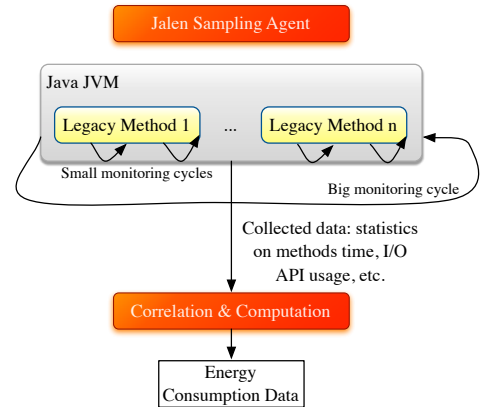 Jalen Sampling Agent
Java JVM
Legacy Method 1
...
Legacy Method n
Small monitoring cycles
Big monitoring cycle
Collected data: statistics
on methods time, I/O
API usage, etc.
Correlation & Computation
Energy
Consumption Data